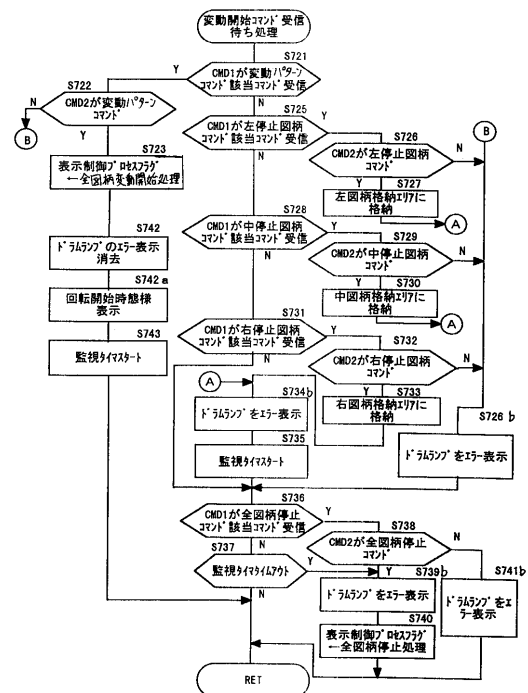 変動開始コマンド受信
待ち処理
S721
Y
CMD1が変動パターン
コマンド該当コマンド受信
N
S722
N
CMD2が変動パターン
コマンド
Y
B
S723
表示制御プロセスフラグ
←全図柄変動開始処理
S742
ドラムランプのエラー表示
消去
S742a
回転開始時態様
表示
S743
監視タイマスタート
S725
CMD1が左停止図柄
コマンド該当コマンド受信
Y
N
S726
CMD2が左停止図柄
コマンド
N
Y
B
S727
左図柄格納エリアに
格納
A
S728
CMD1が中停止図柄
コマンド該当コマンド受信
Y
N
S729
CMD2が中停止図柄
コマンド
N
Y
S730
中図柄格納エリアに
格納
A
S731
CMD1が右停止図柄
コマンド該当コマンド受信
Y
N
S732
CMD2が右停止図柄
コマンド
N
Y
S733
右図柄格納エリアに
格納
A
S734b
ドラムランプをエラー表示
S735
監視タイマスタート
S726b
ドラムランプをエラー表示
S736
CMD1が全図柄停止
コマンド該当コマンド受信
Y
N
S738
CMD2が全図柄停止
コマンド
N
Y
S737
監視タイマタイムアウト
Y
N
S739b
ドラムランプをエラー表示
S740
表示制御プロセスフラグ
←全図柄停止処理
S741b
ドラムランプをエ
ラー表示
RET